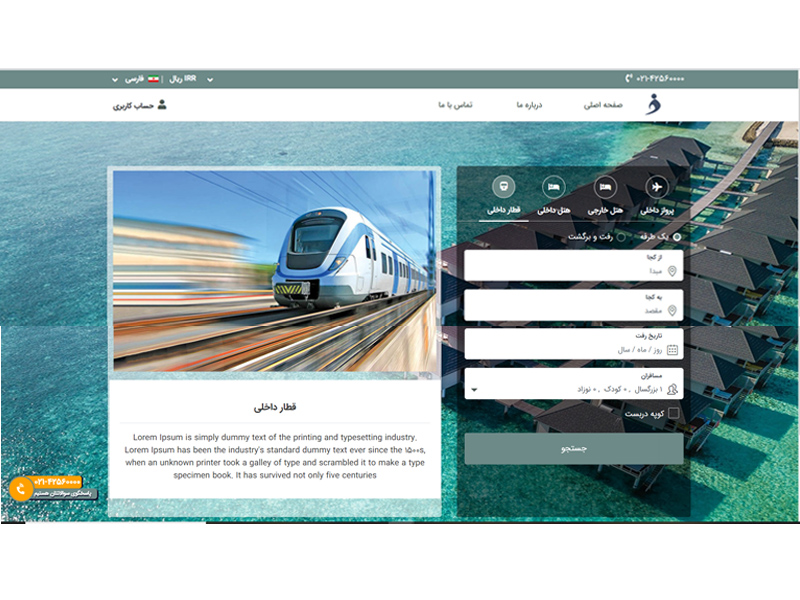 ۰۲۱-۴۲۵۶۰۰۰۰
IRR ریال | فارسی
صفحه اصلی
درباره ما
تماس با ما
حساب کاربری
پرواز داخلی
هتل خارجی
هتل داخلی
قطار داخلی
یک طرفه
رفت و برگشت
از کجا
مبدا
به کجا
مقصد
تاریخ رفت
روز / ماه / سال
مسافران
۱ بزرگسال , ۰ کودک , ۰ نوزاد
کوپه دربست
جستجو
قطار داخلی
Lorem Ipsum is simply dummy text of the printing and typesetting industry.
Lorem Ipsum has been the industry's standard dummy text ever since the ۱۵۰۰s,
when an unknown printer took a galley of type and scrambled it to make a type
specimen book. It has survived not only five centuries
۰۲۱-۴۲۵۶۰۰۰۰
پاسخگوی سوالاتتان هستیم